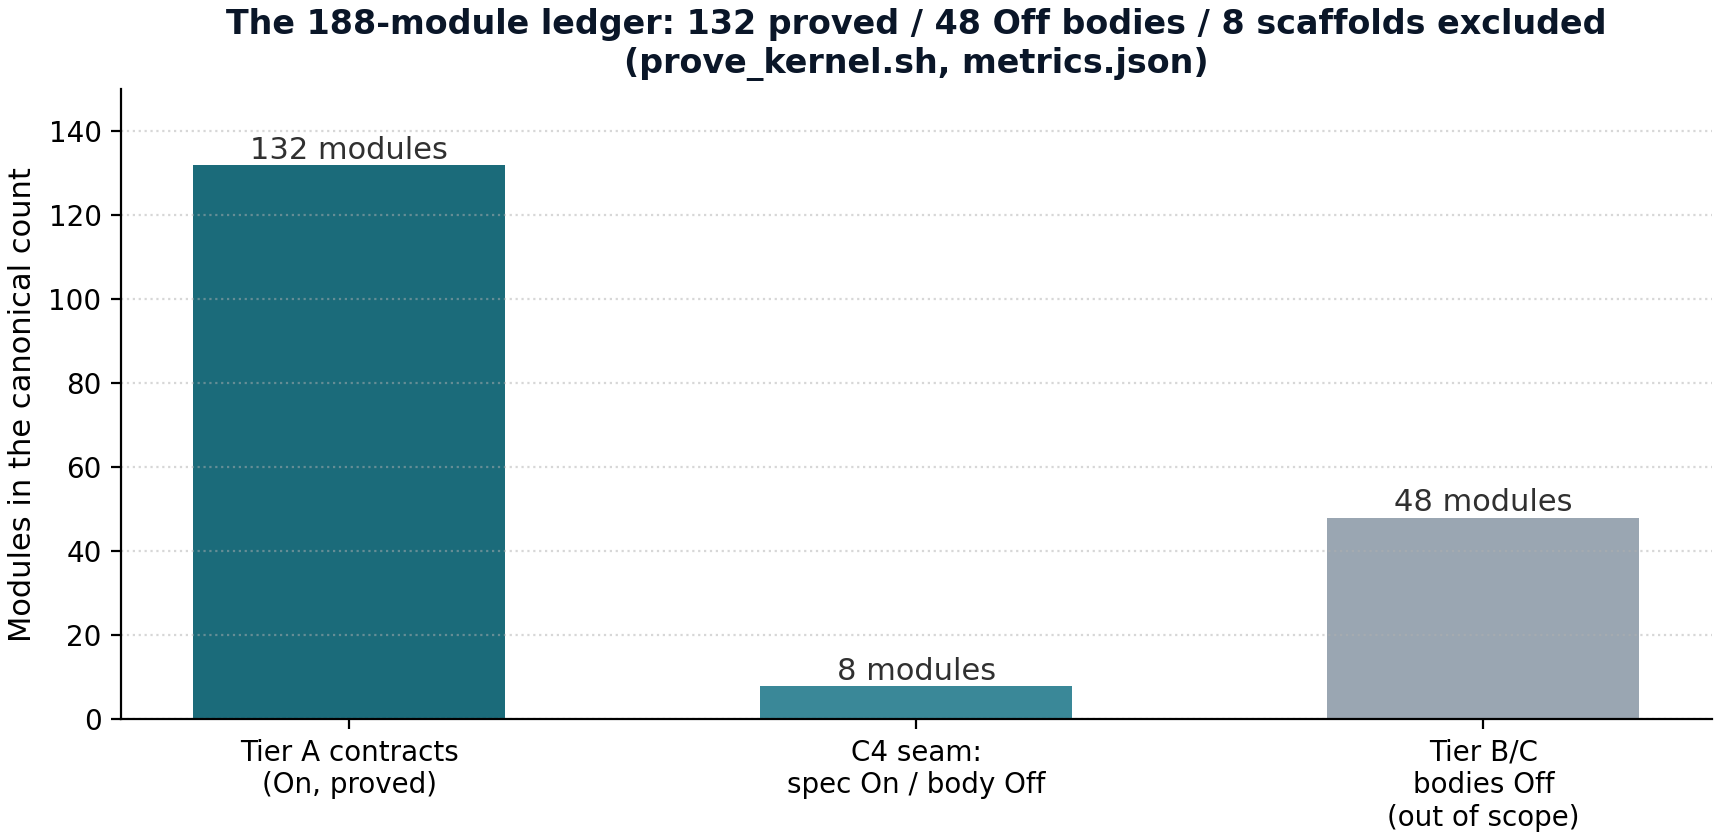 The 188-module ledger: 132 proved / 48 Off bodies / 8 scaffolds excluded
(prove_kernel.sh, metrics.json)
Modules in the canonical count
140
120
100
80
60
40
20
0
132 modules
8 modules
48 modules
Tier A contracts
(On, proved)
C4 seam:
spec On / body Off
Tier B/C
bodies Off
(out of scope)